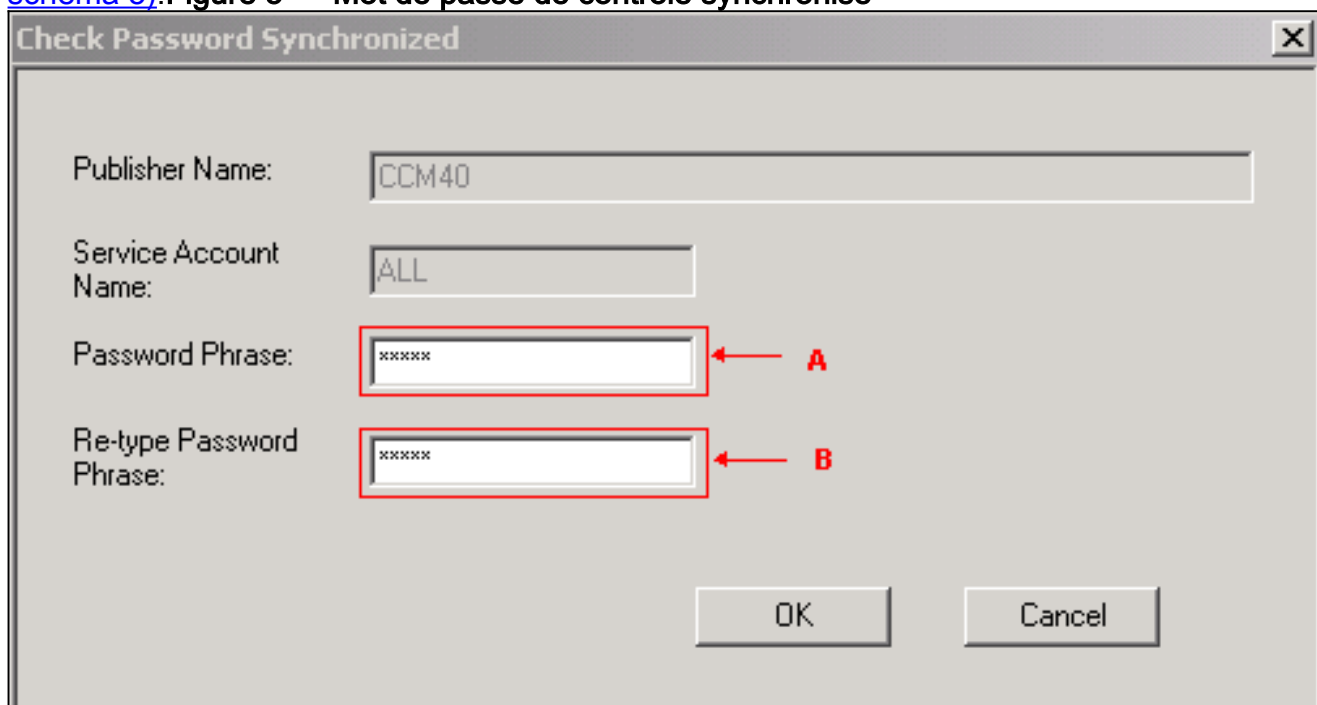 Check Password Synchronized
Publisher Name:
CCM40
Service Account
Name:
ALL
Password Phrase:
*****
A
Re-type Password
Phrase:
*****
B
OK
Cancel